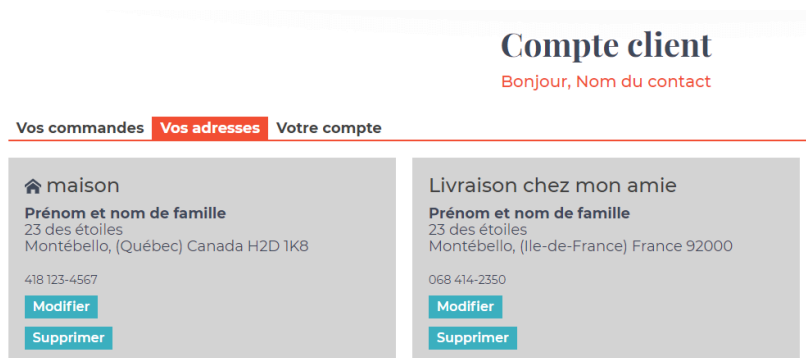 Compte client
Bonjour, Nom du contact
Vos commandes Vos adresses Votre compte
maison
Prénom et nom de famille
23 des étoiles
Montébello, (Québec) Canada H2D 1K8
418 123-4567
Modifier
Supprimer
Livraison chez mon amie
Prénom et nom de famille
23 des étoiles
Montébello, (Ile-de-France) France 92000
068 414-2350
Modifier
Supprimer